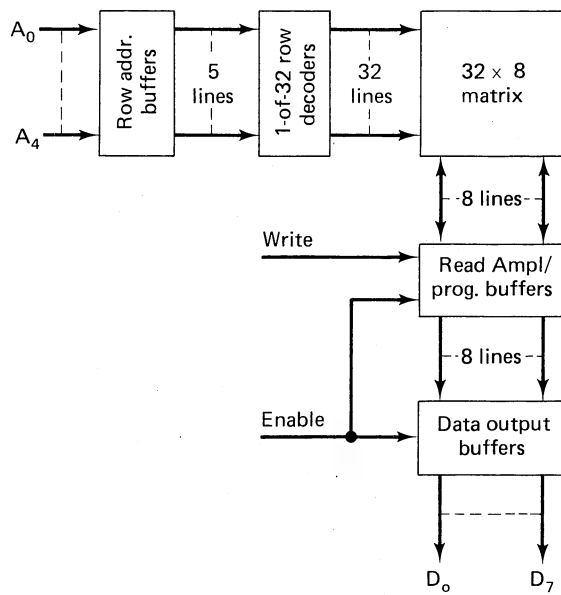 A₀
A₄
Row addr.
buffers
5
lines
1-of-32 row
decoders
32
lines
32 × 8
matrix
8 lines
Write
Read Ampl/
prog. buffers
8 lines
Enable
Data output
buffers
Dₒ
D₇